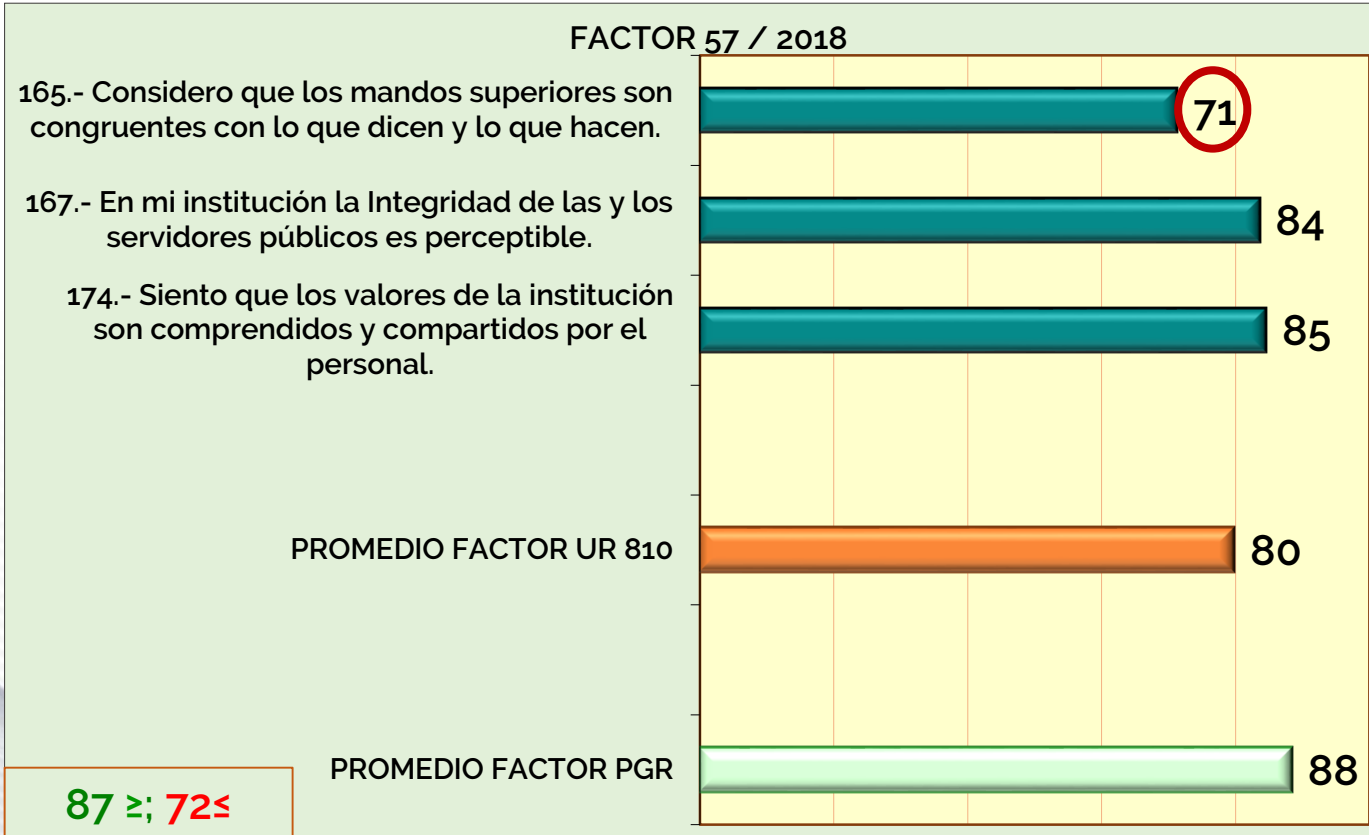 FACTOR 57 / 2018
165.- Considero que los mandos superiores son
congruentes con lo que dicen y lo que hacen.
71
167.- En mi institución la Integridad de las y los
servidores públicos es perceptible.
84
174.- Siento que los valores de la institución
son comprendidos y compartidos por el
personal.
85
PROMEDIO FACTOR UR 810
80
PROMEDIO FACTOR PGR
88
87 ≥; 72≤